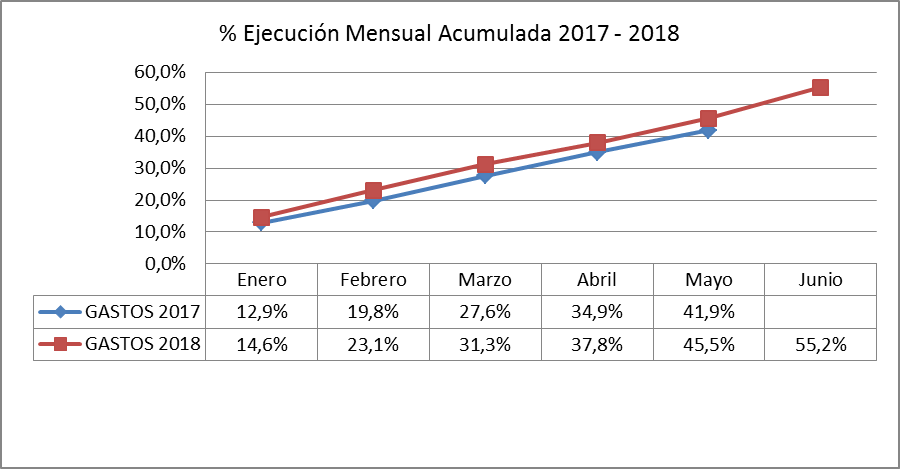 % Ejecución Mensual Acumulada 2017 - 2018
60,0%
50,0%
40,0%
30,0%
20,0%
10,0%
0,0%
Enero Febrero Marzo Abril Mayo Junio
GASTOS 2017 12,9% 19,8% 27,6% 34,9% 41,9%
GASTOS 2018 14,6% 23,1% 31,3% 37,8% 45,5% 55,2%